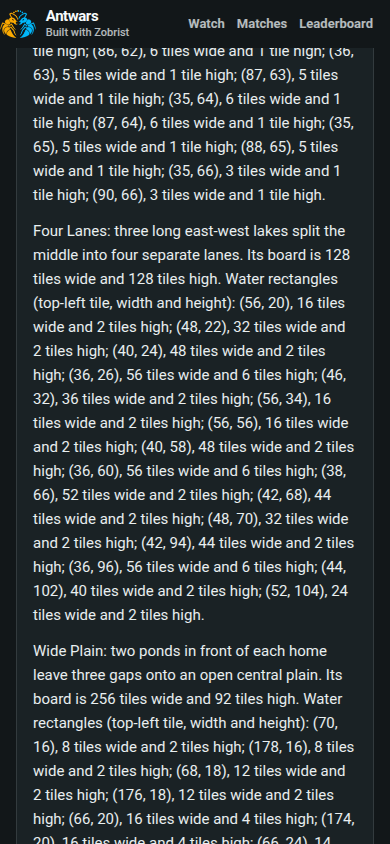 Antwars
Built with Zobrist
Watch Matches Leaderboard
tile high; (86, 62), 6 tiles wide and 1 tile high; (36,
63), 5 tiles wide and 1 tile high; (87, 63), 5 tiles
wide and 1 tile high; (35, 64), 6 tiles wide and 1
tile high; (87, 64), 6 tiles wide and 1 tile high; (35,
65), 5 tiles wide and 1 tile high; (88, 65), 5 tiles
wide and 1 tile high; (35, 66), 3 tiles wide and 1
tile high; (90, 66), 3 tiles wide and 1 tile high.
Four Lanes: three long east-west lakes split the
middle into four separate lanes. Its board is 128
tiles wide and 128 tiles high. Water rectangles
(top-left tile, width and height): (56, 20), 16 tiles
wide and 2 tiles high; (48, 22), 32 tiles wide and
2 tiles high; (40, 24), 48 tiles wide and 2 tiles
high; (36, 26), 56 tiles wide and 6 tiles high; (46,
32), 36 tiles wide and 2 tiles high; (56, 34), 16
tiles wide and 2 tiles high; (56, 56), 16 tiles wide
and 2 tiles high; (40, 58), 48 tiles wide and 2 tiles
high; (36, 60), 56 tiles wide and 6 tiles high; (38,
66), 52 tiles wide and 2 tiles high; (42, 68), 44
tiles wide and 2 tiles high; (48, 70), 32 tiles wide
and 2 tiles high; (42, 94), 44 tiles wide and 2 tiles
high; (36, 96), 56 tiles wide and 6 tiles high; (44,
102), 40 tiles wide and 2 tiles high; (52, 104), 24
tiles wide and 2 tiles high.
Wide Plain: two ponds in front of each home
leave three gaps onto an open central plain. Its
board is 256 tiles wide and 92 tiles high. Water
rectangles (top-left tile, width and height): (70,
16), 8 tiles wide and 2 tiles high; (178, 16), 8 tiles
wide and 2 tiles high; (68, 18), 12 tiles wide and
2 tiles high; (176, 18), 12 tiles wide and 2 tiles
high; (66, 20), 16 tiles wide and 4 tiles high; (174,
20), 16 tiles wide and 4 tiles high; (66, 24), 14